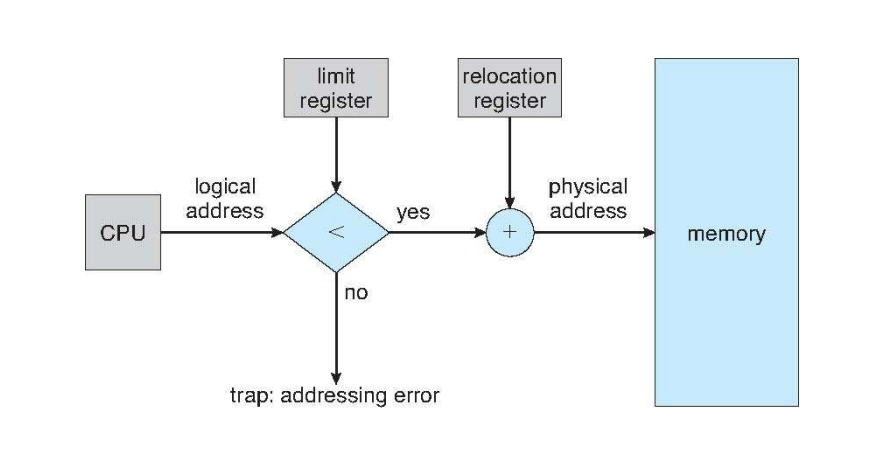 limit
register
relocation
register
logical
address
yes
physical
address
CPU
<
+
memory
no
trap: addressing error